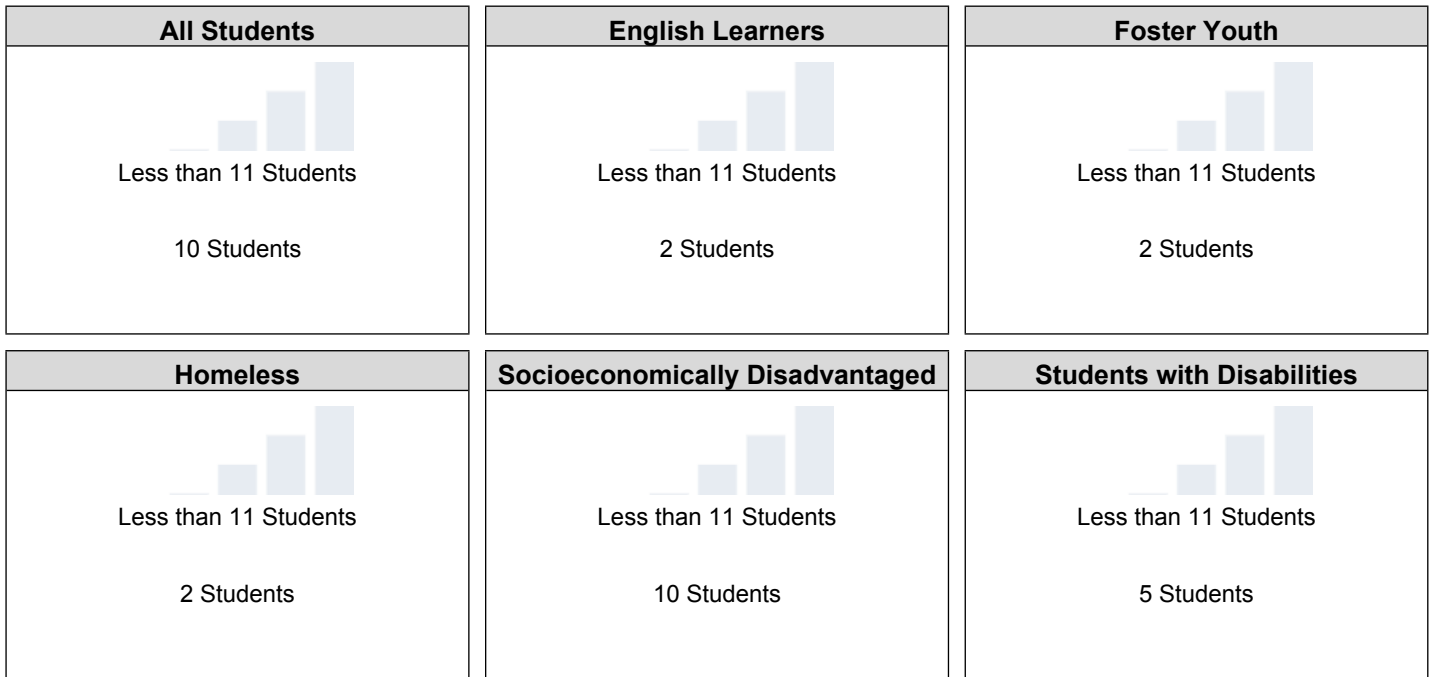 All Students
Less than 11 Students
10 Students
English Learners
Less than 11 Students
2 Students
Foster Youth
Less than 11 Students
2 Students
Homeless
Less than 11 Students
2 Students
Socioeconomically Disadvantaged
Less than 11 Students
10 Students
Students with Disabilities
Less than 11 Students
5 Students